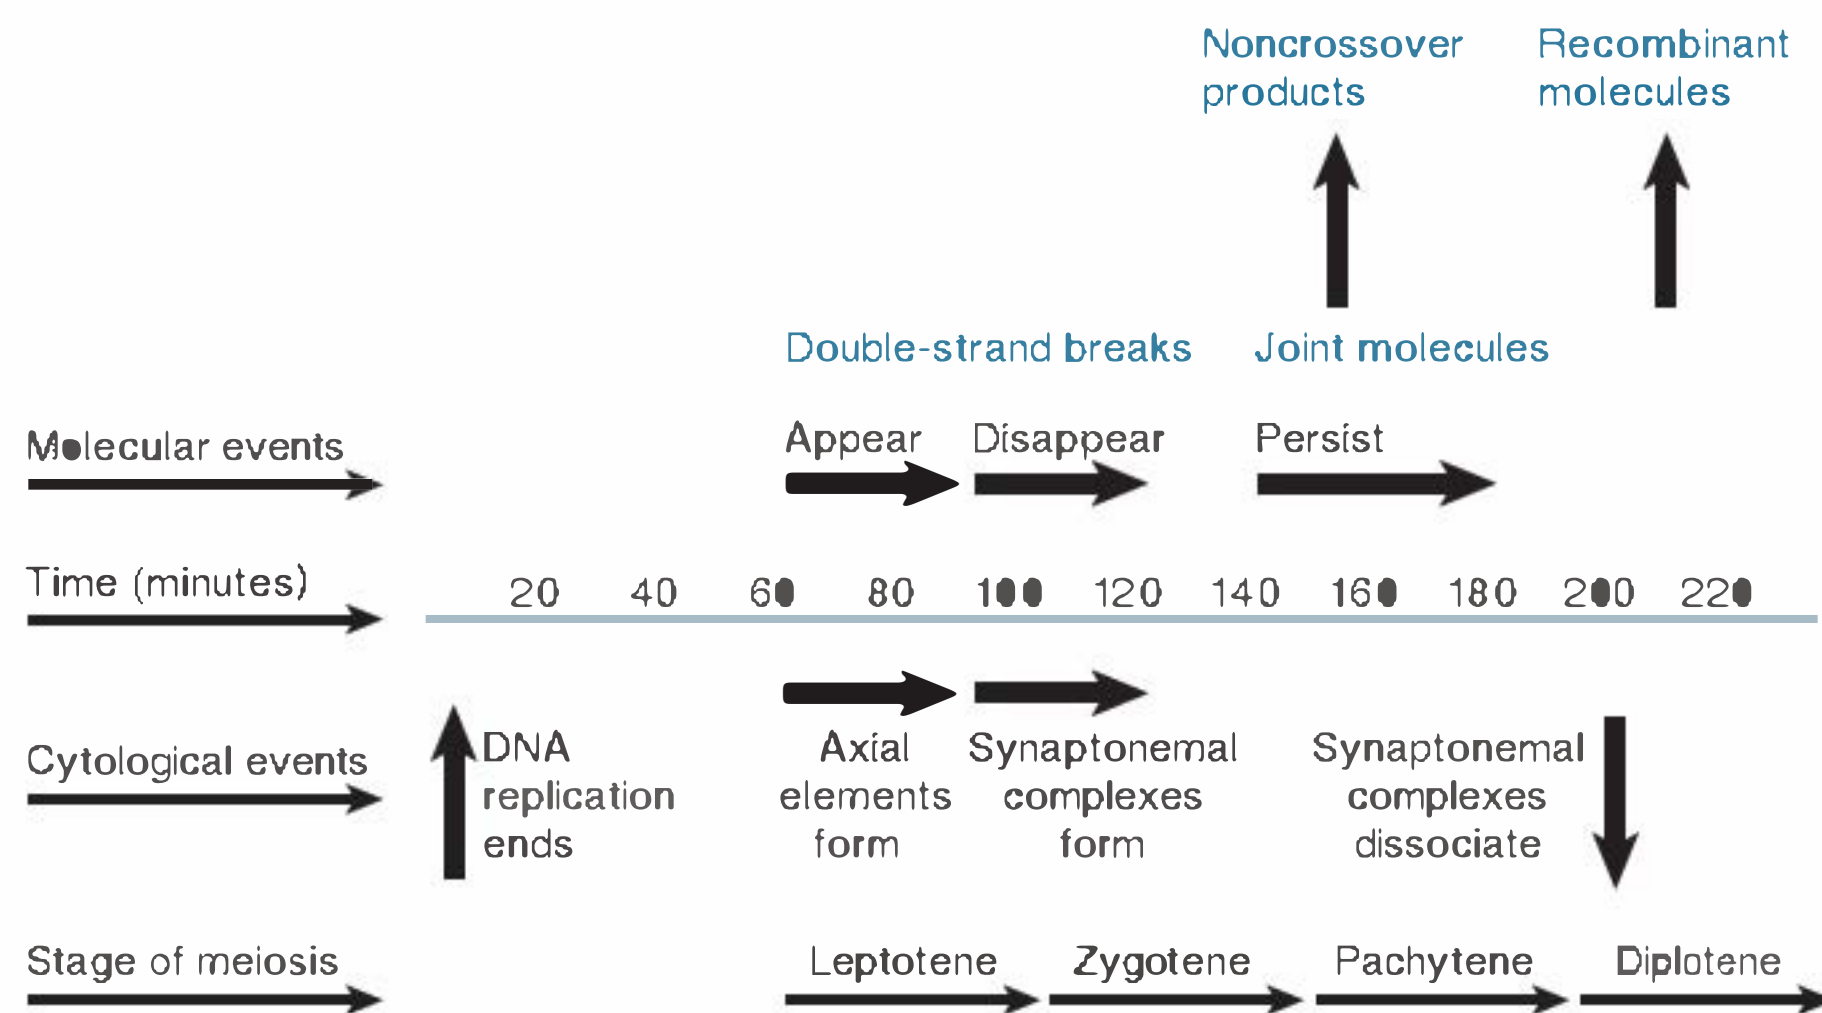 Noncrossover Recombinant
products molecules
Double-strand breaks Joint molecules
Molecular events Appear Disappear Persist
Time (minutes) 20 40 60 80 100 120 140 160 180 200 220
DNA Axial Synaptonemal Synaptonemal
Cytological events replication elements complexes complexes
ends form form dissociate
Stage of meiosis Leptotene Zygotene Pachytene Diplotene